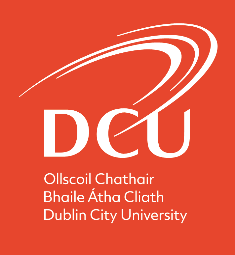 DCU
Ollscoil Chathair
Bhaile Átha Cliath
Dublin City University